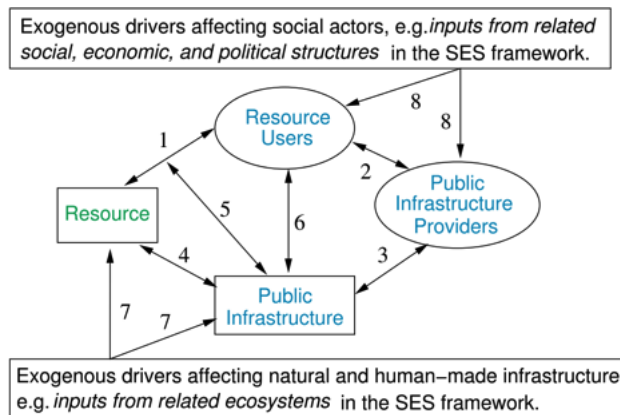 Exogenous drivers affecting social actors, e.g. inputs from related
social, economic, and political structures in the SES framework.
8
Resource
Users
8
1
2
Public
Infrastructure
Providers
Resource
5
6
4
3
Public
Infrastructure
7
7
Exogenous drivers affecting natural and human-made infrastructure
e.g. inputs from related ecosystems in the SES framework.